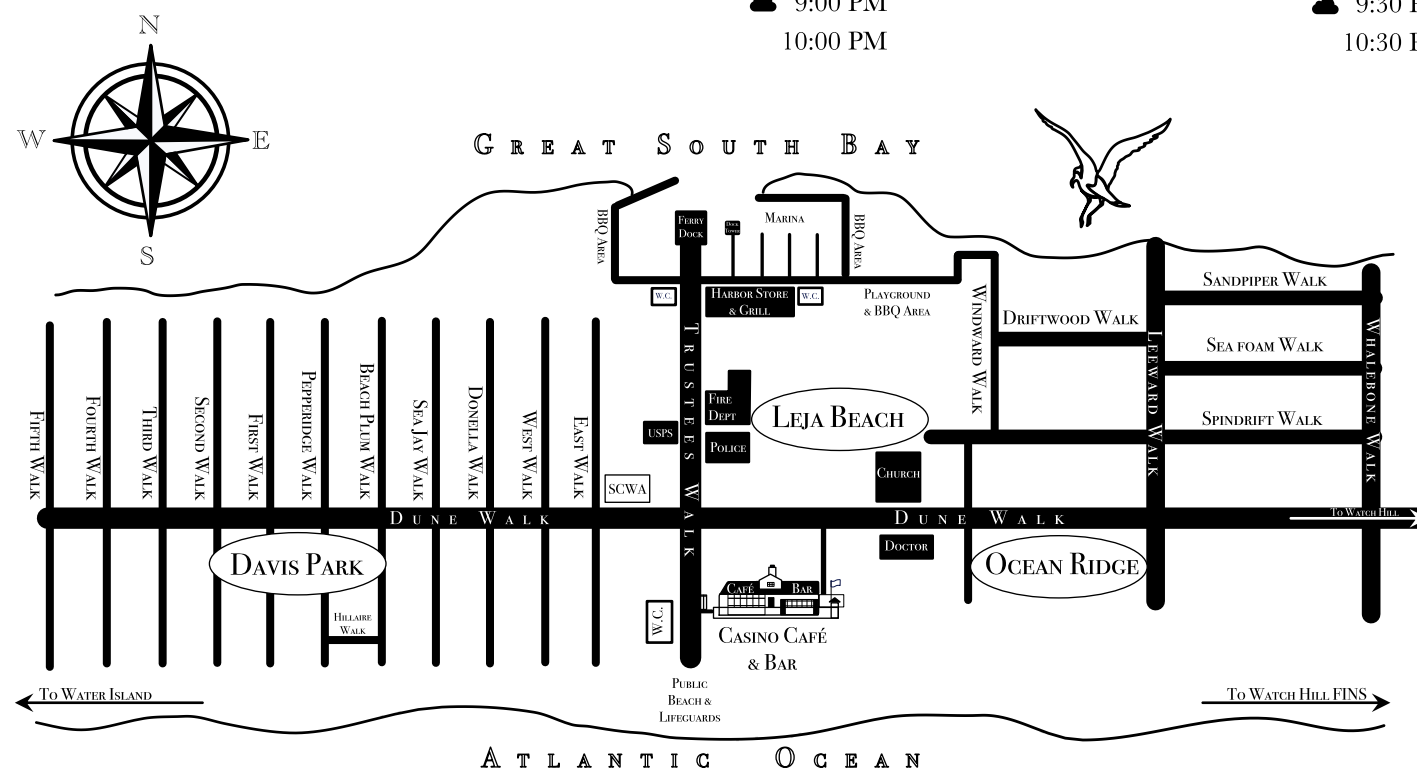 9:00 PM
9:30
10:00 PM
10:30
N
W
E
S
GREAT SOUTH BAY
BBQ AREA
FERRY
DOCK
DOCK
TOWER
MARINA
BBQ AREA
W.C.
HARBOR STORE
& GRILL
W.C.
PLAYGROUND
& BBQ AREA
WINDWARD WALK
DRIFTWOOD WALK
SANDPIPER WALK
SEA FOAM WALK
SPINDRIFT WALK
LEEWARD WALK
WHALEBONE WALK
TRUSTEES WALK
FIFTH WALK
FOURTH WALK
THIRD WALK
SECOND WALK
FIRST WALK
PEPPERIDGE WALK
BEACH PLUM WALK
SEA JAY WALK
DONELLA WALK
WEST WALK
EAST WALK
FIRE
DEPT
USPS
POLICE
LEJA BEACH
CHURCH
SCWA
DUNE WALK
DUNE WALK
TO WATCH HILL
DOCTOR
DAVIS PARK
OCEAN RIDGE
CAFÉ
BAR
HILLAIRE
WALK
W.C.
CASINO CAFÉ
& BAR
PUBLIC
BEACH &
LIFEGUARDS
TO WATER ISLAND
TO WATCH HILL FINS
ATLANTIC OCEAN